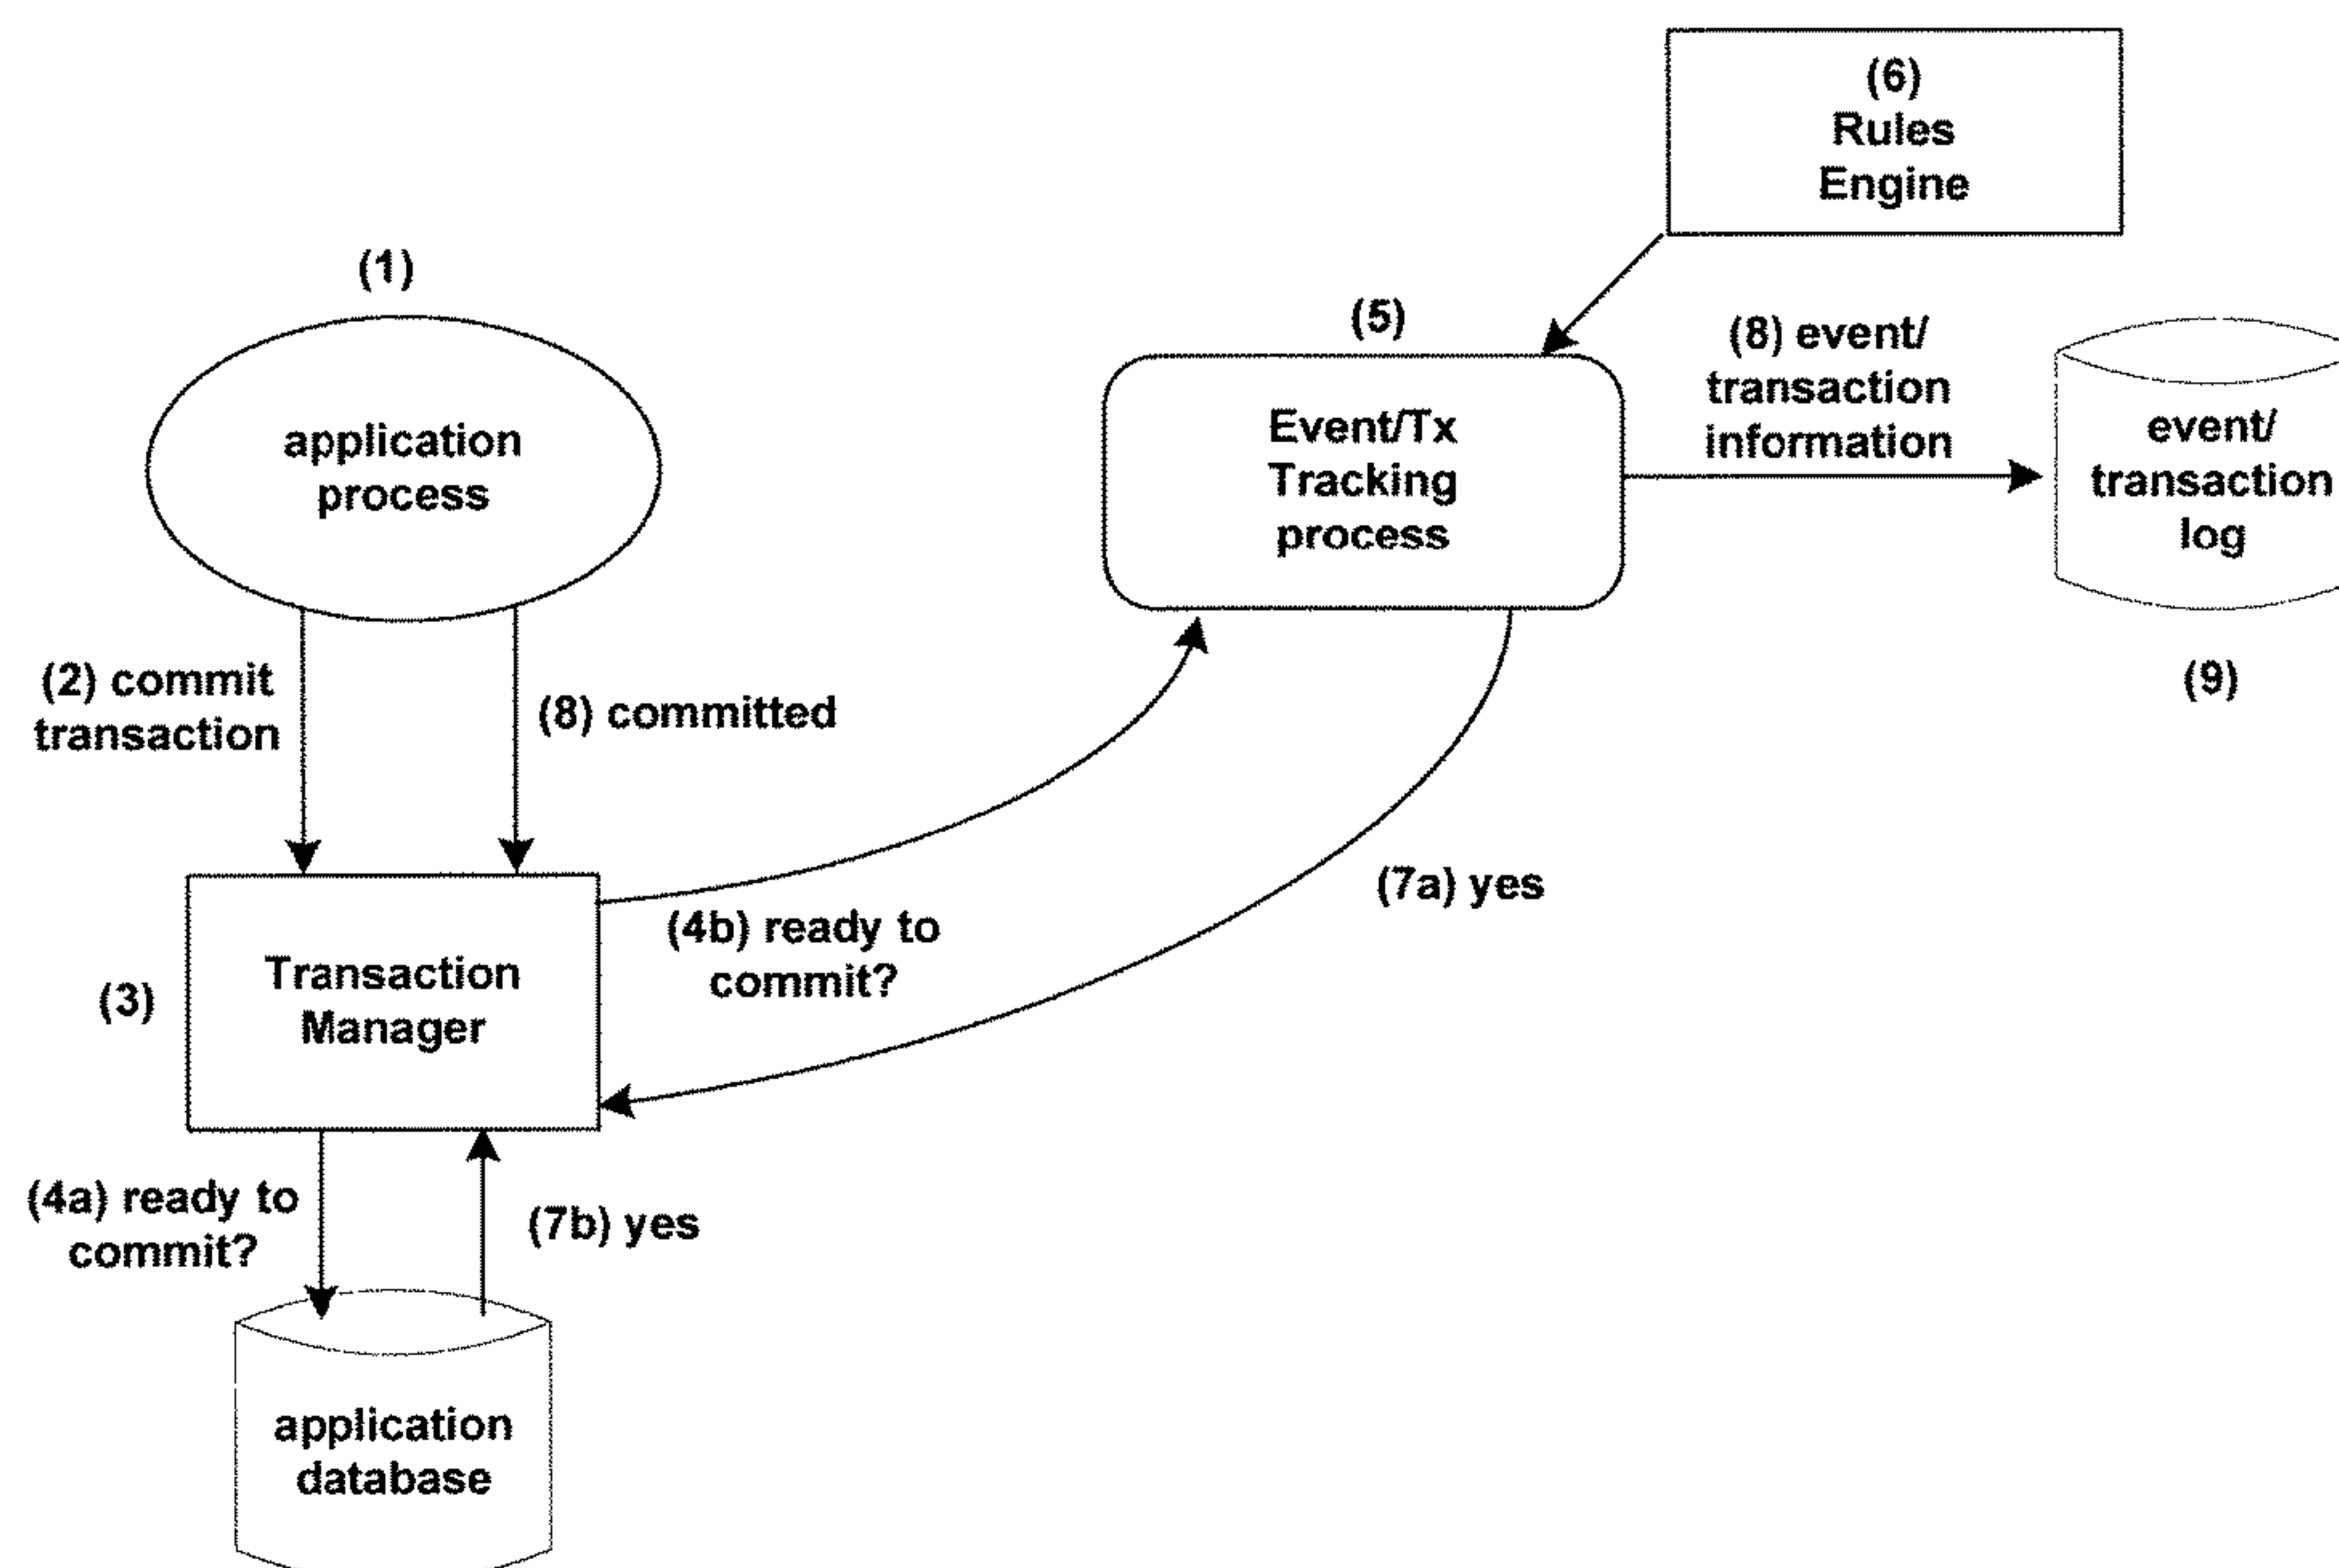 (6)
Rules
Engine
(1)
application
process
(5)
Event/Tx
Tracking
process
(8) event/
transaction
information
event/
transaction
log
(9)
(2) commit
transaction
(8) committed
(3)
Transaction
Manager
(4b) ready to
commit?
(7a) yes
(4a) ready to
commit?
(7b) yes
application
database